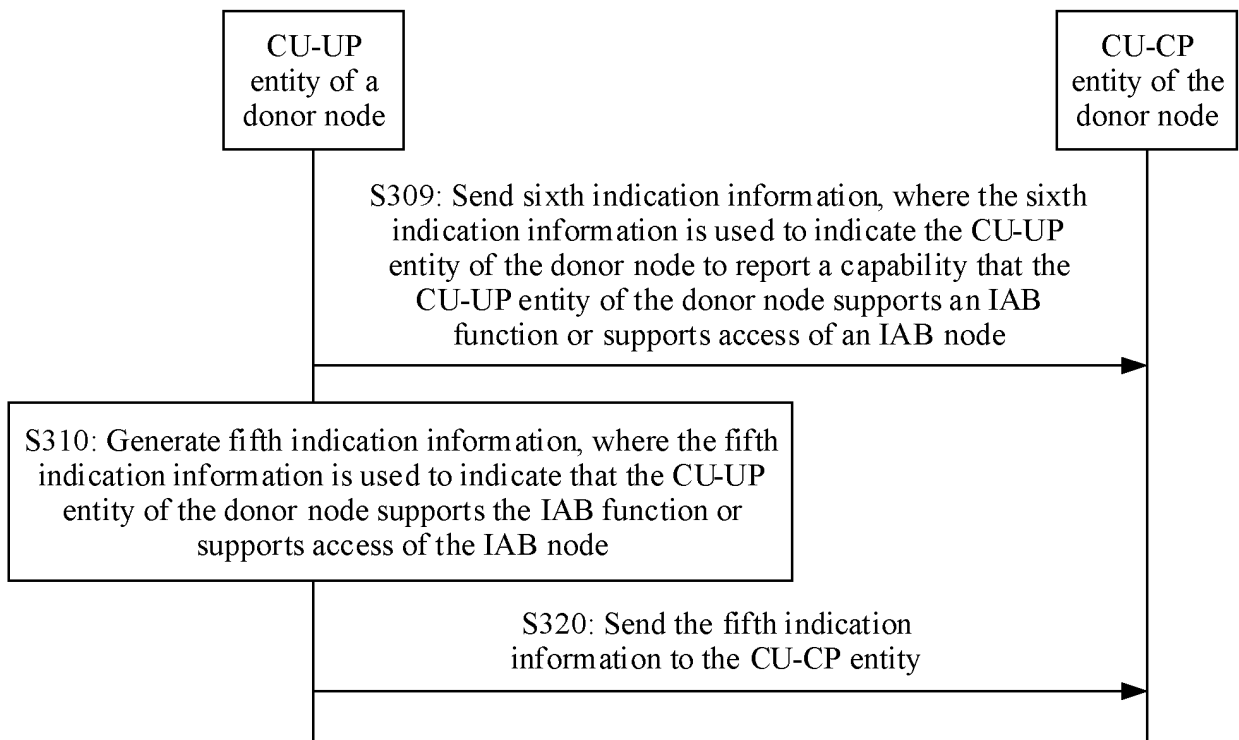 CU-UP
entity of a
donor node
CU-CP
entity of the
donor node
S309: Send sixth indication information, where the sixth
indication information is used to indicate the CU-UP
entity of the donor node to report a capability that the
CU-UP entity of the donor node supports an IAB
function or supports access of an IAB node
S310: Generate fifth indication information, where the fifth
indication information is used to indicate that the CU-UP
entity of the donor node supports the IAB function or
supports access of the IAB node
S320: Send the fifth indication
information to the CU-CP entity